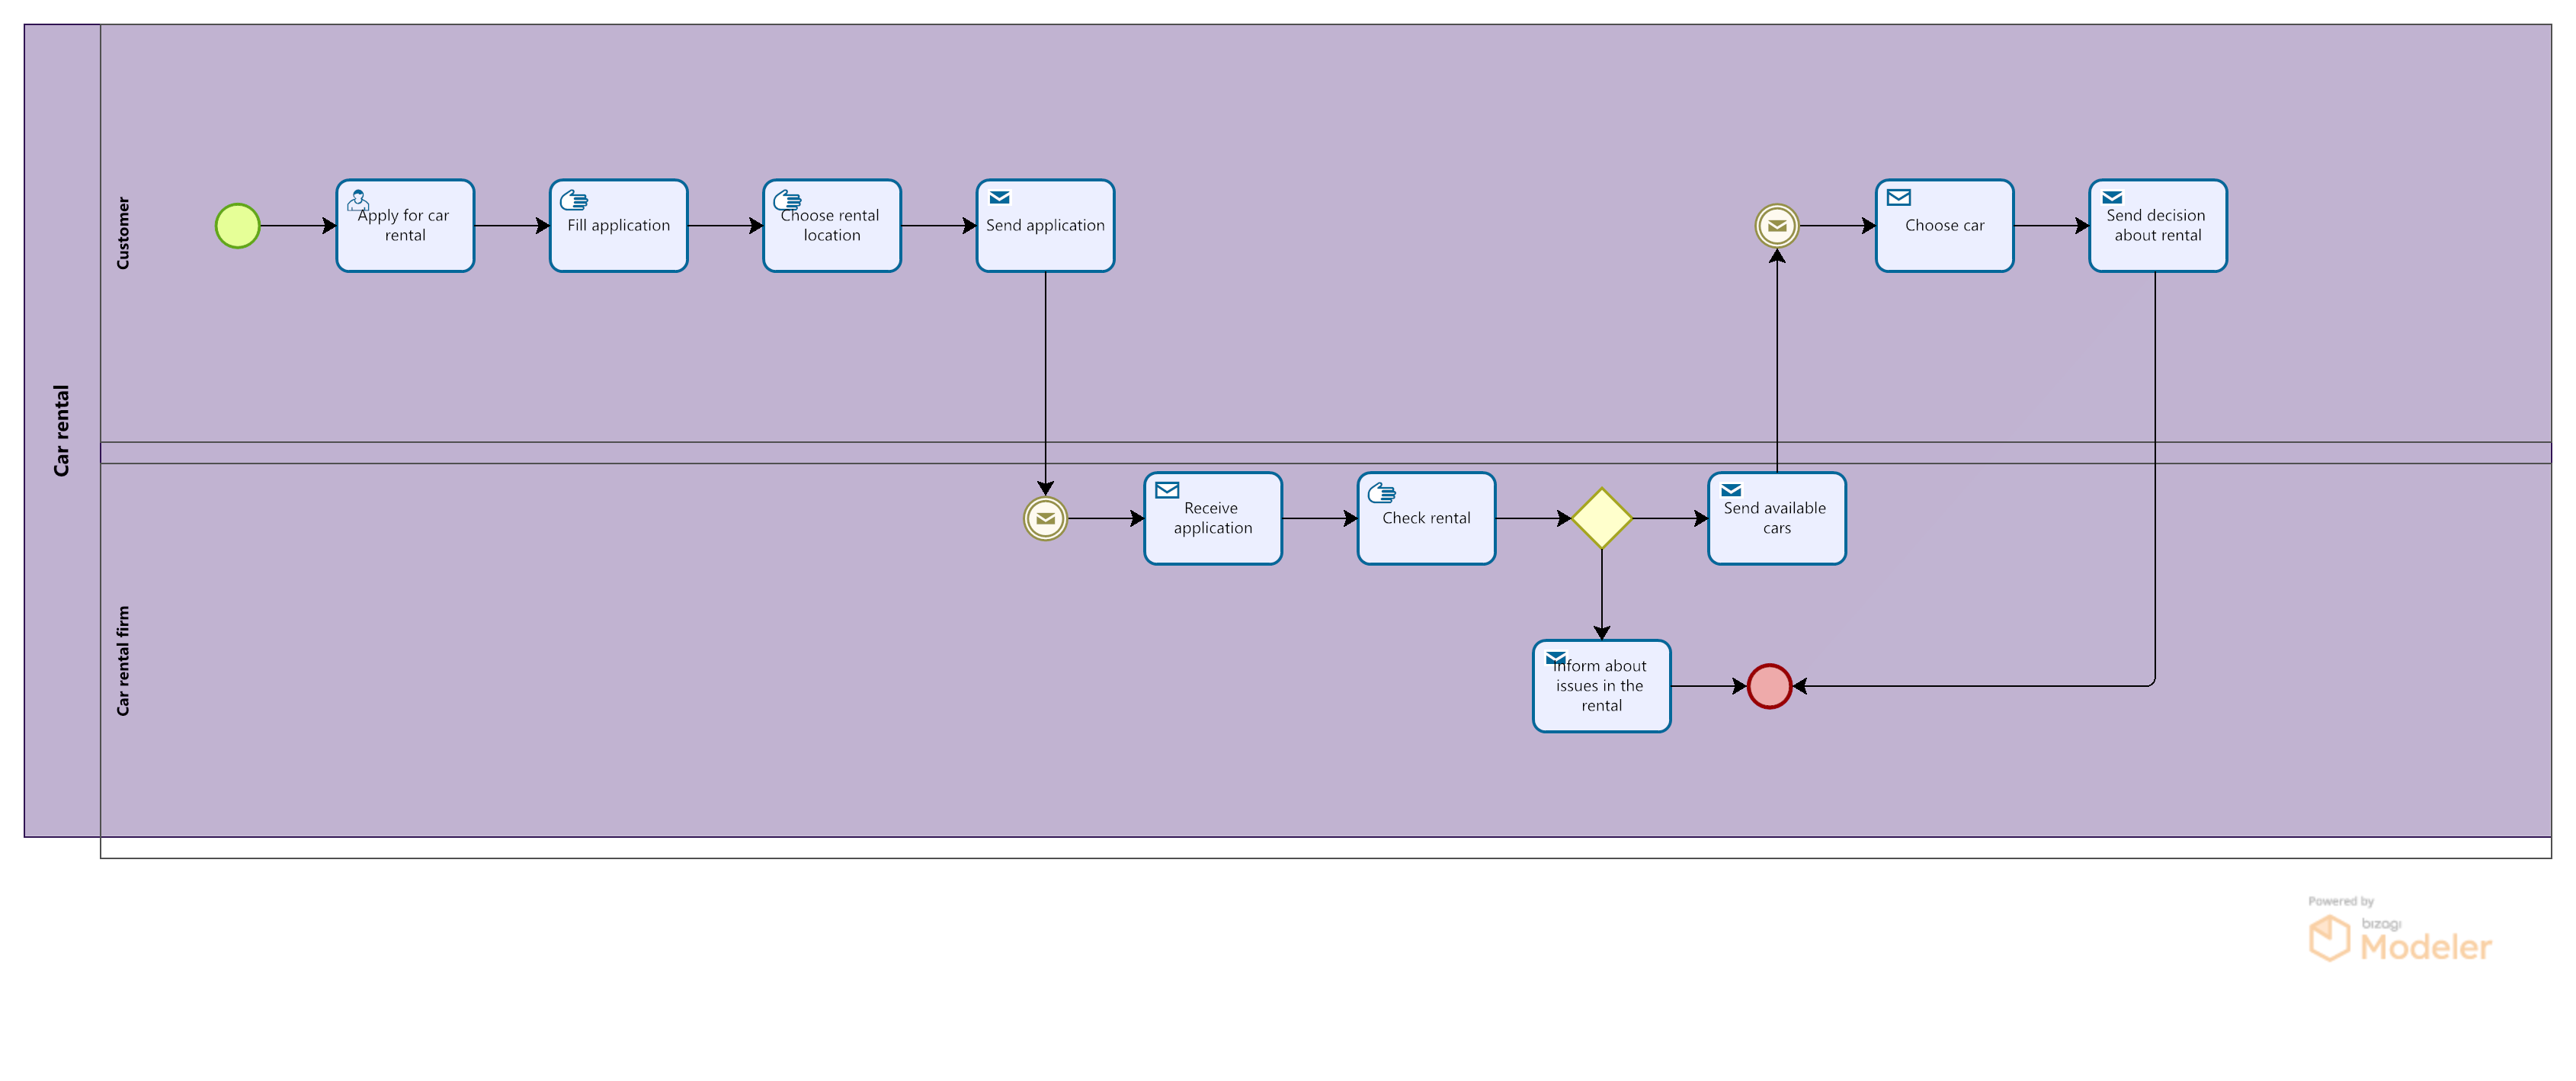 Car rental
Customer
Apply for car
rental
Fill application
Choose rental
location
Send application
Choose car
Send decision
about rental
Car rental firm
Receive
application
Check rental
Send available
cars
Inform about
issues in the
rental
Powered by
bizagi
Modeler